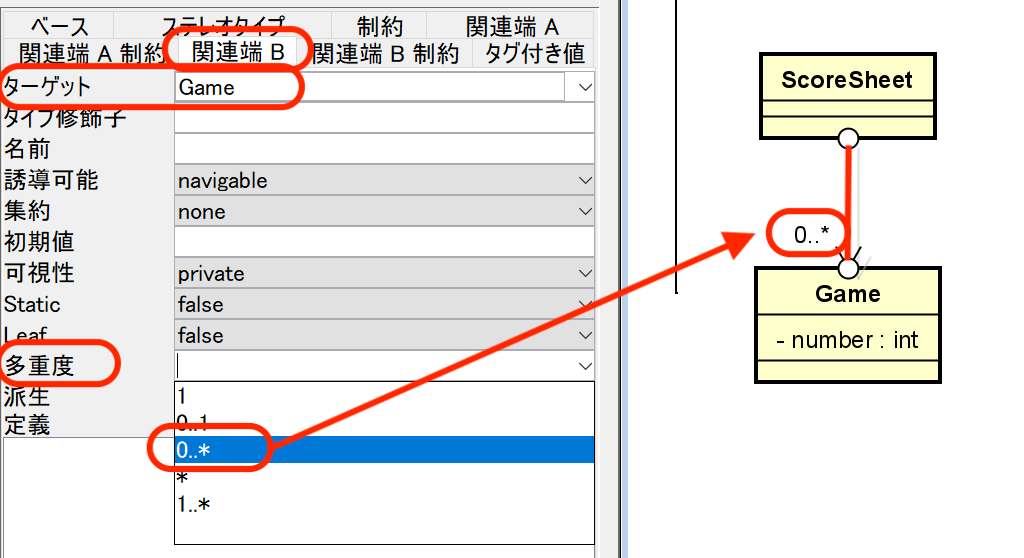 ベース ステレオタイプ 制約 関連端 A
関連端 A 制約 関連端 B 関連端 B 制約 タグ付き値
ターゲット Game
タイプ修飾子
名前
誘導可能 navigable
集約 none
初期値
可視性 private
Static false
Leaf false
多重度
派生 1
定義 0..1
0..*
*
1..*
ScoreSheet
0..*
Game
- number : int